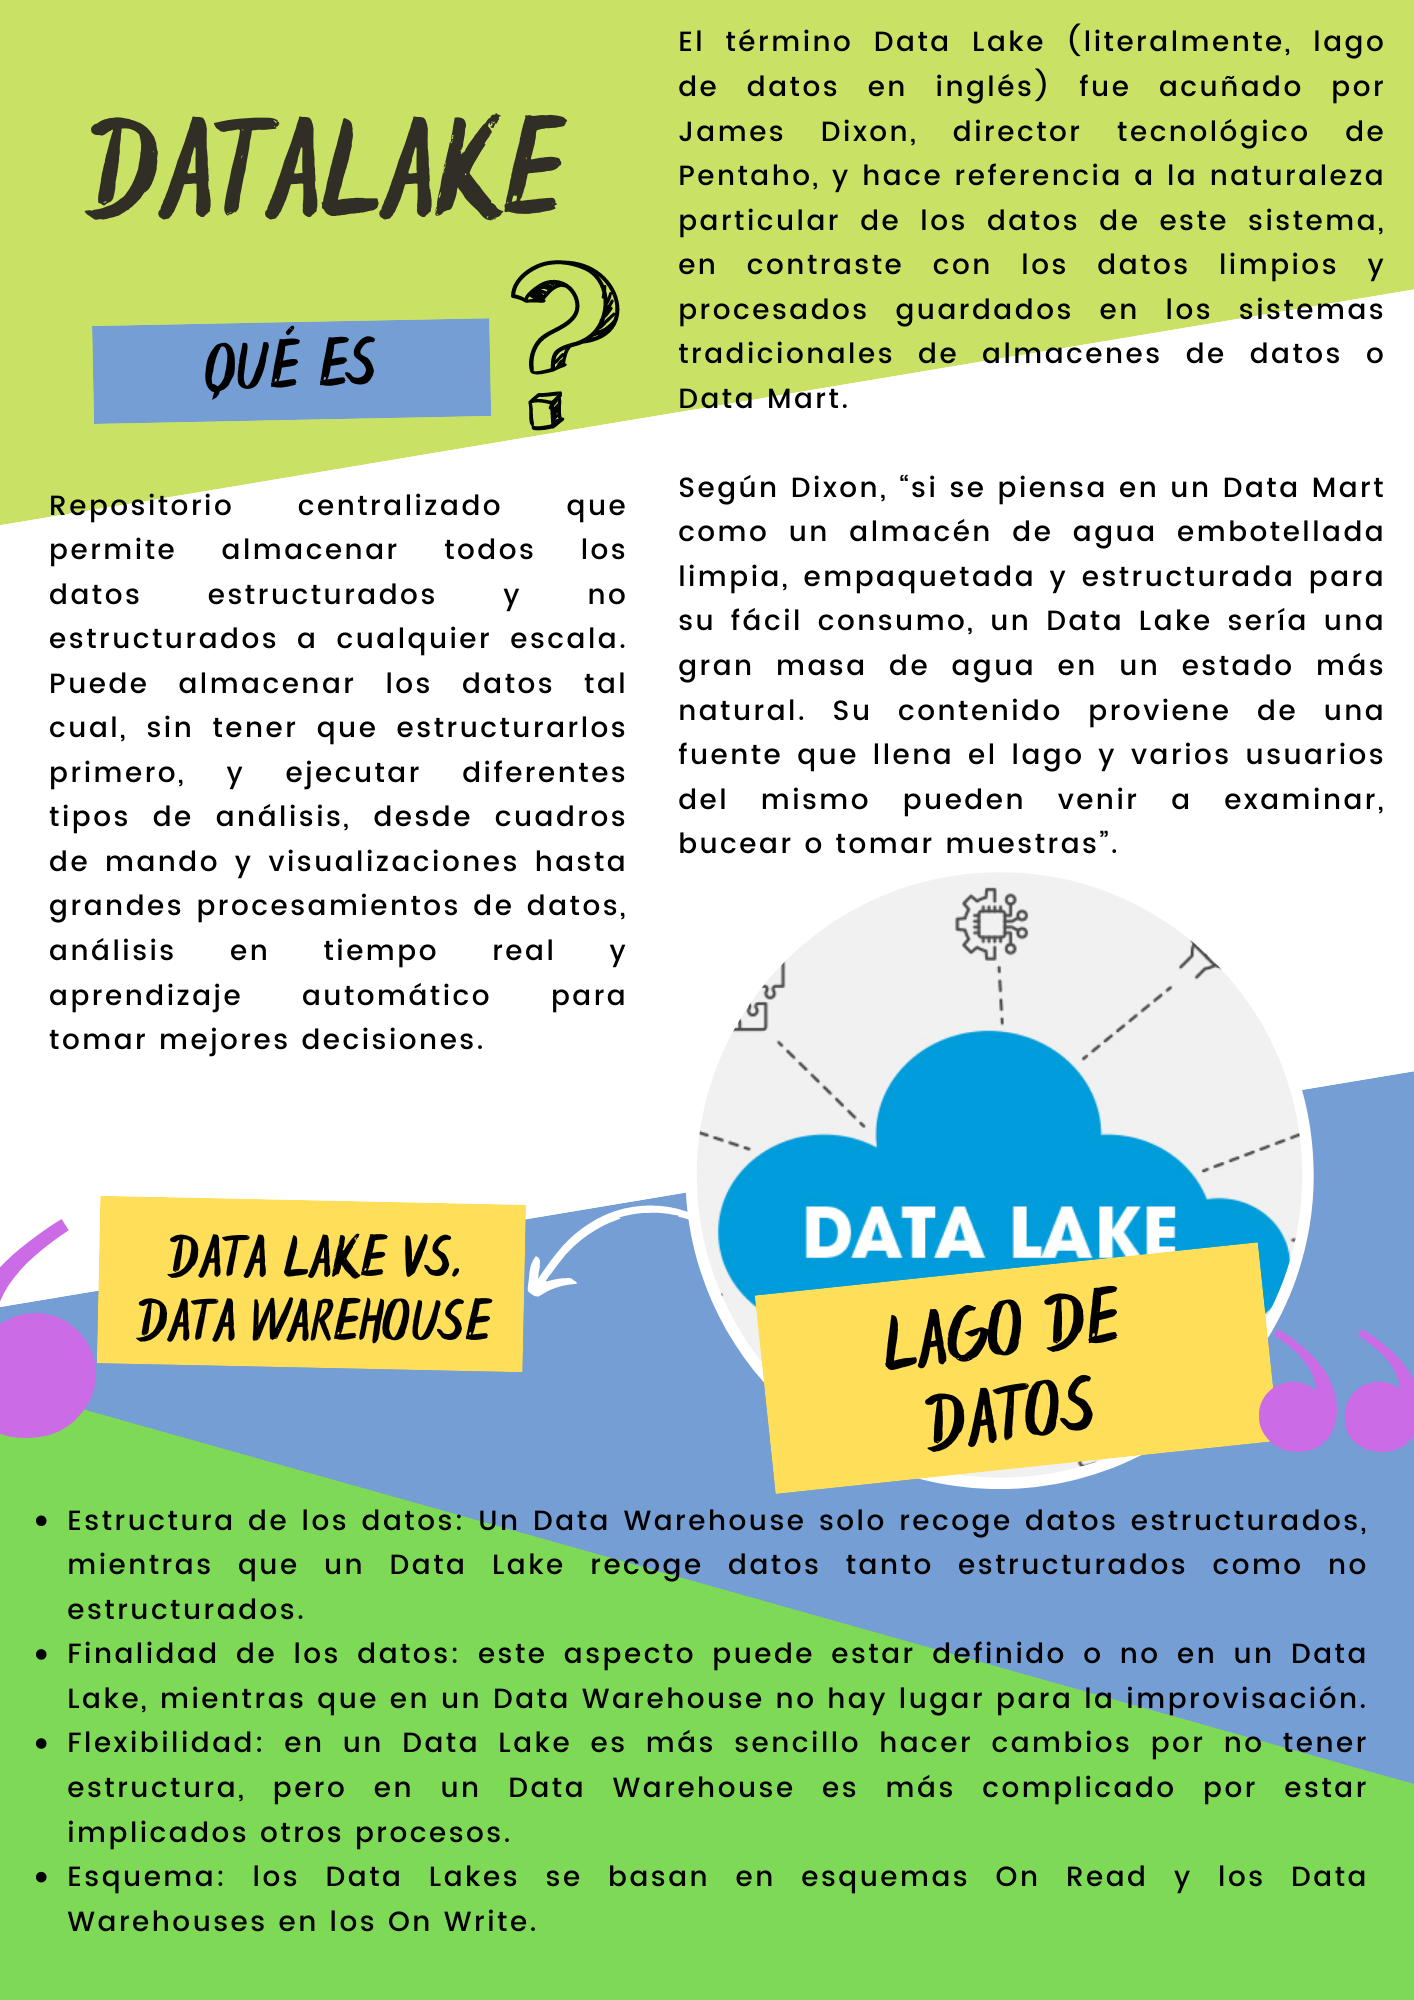 DATALAKE
QUÉ ES
?
Repositorio centralizado que
permite almacenar todos los
datos estructurados y no
estructurados a cualquier escala.
Puede almacenar los datos tal
cual, sin tener que estructurarlos
primero, y ejecutar diferentes
tipos de análisis, desde cuadros
de mando y visualizaciones hasta
grandes procesamientos de datos,
análisis en tiempo real y
aprendizaje automático para
tomar mejores decisiones.
El término Data Lake (literalmente, lago
de datos en inglés) fue acuñado por
James Dixon, director tecnológico de
Pentaho, y hace referencia a la naturaleza
particular de los datos de este sistema,
en contraste con los datos limpios y
procesados guardados en los sistemas
tradicionales de almacenes de datos o
Data Mart.
Según Dixon, “si se piensa en un Data Mart
como un almacén de agua embotellada
limpia, empaquetada y estructurada para
su fácil consumo, un Data Lake sería una
gran masa de agua en un estado más
natural. Su contenido proviene de una
fuente que llena el lago y varios usuarios
del mismo pueden venir a examinar,
bucear o tomar muestras”.
DATA LAKE
LAGO DE
DATOS
DATA LAKE VS.
DATA WAREHOUSE
• Estructura de los datos: Un Data Warehouse solo recoge datos estructurados,
mientras que un Data Lake recoge datos tanto estructurados como no
estructurados.
• Finalidad de los datos: este aspecto puede estar definido o no en un Data
Lake, mientras que en un Data Warehouse no hay lugar para la improvisación.
• Flexibilidad: en un Data Lake es más sencillo hacer cambios por no tener
estructura, pero en un Data Warehouse es más complicado por estar
implicados otros procesos.
• Esquema: los Data Lakes se basan en esquemas On Read y los Data
Warehouses en los On Write.